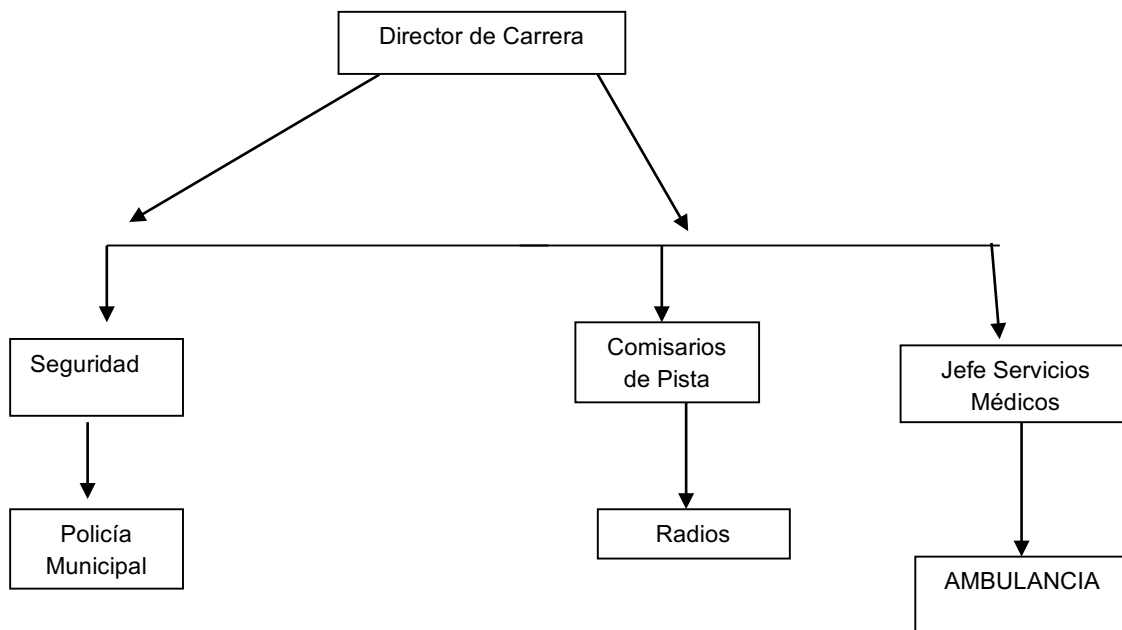 Director de Carrera
Seguridad
Comisarios
de Pista
Jefe Servicios
Médicos
Policía
Municipal
Radios
AMBULANCIA